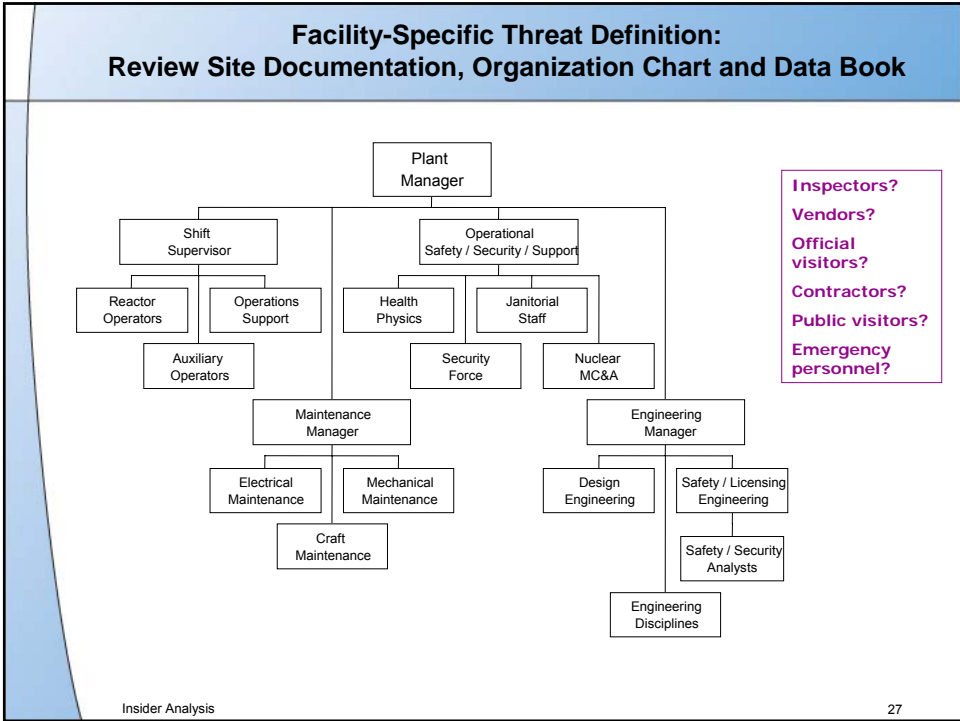 Facility-Specific Threat Definition:
Review Site Documentation, Organization Chart and Data Book
Plant
Manager
Shift
Supervisor
Operational
Safety / Security / Support
Reactor
Operators
Operations
Support
Auxiliary
Operators
Health
Physics
Janitorial
Staff
Security
Force
Nuclear
MC&A
Maintenance
Manager
Engineering
Manager
Electrical
Maintenance
Mechanical
Maintenance
Craft
Maintenance
Design
Engineering
Safety / Licensing
Engineering
Safety / Security
Analysts
Engineering
Disciplines
Inspectors?
Vendors?
Official
visitors?
Contractors?
Public visitors?
Emergency
personnel?
Insider Analysis
27